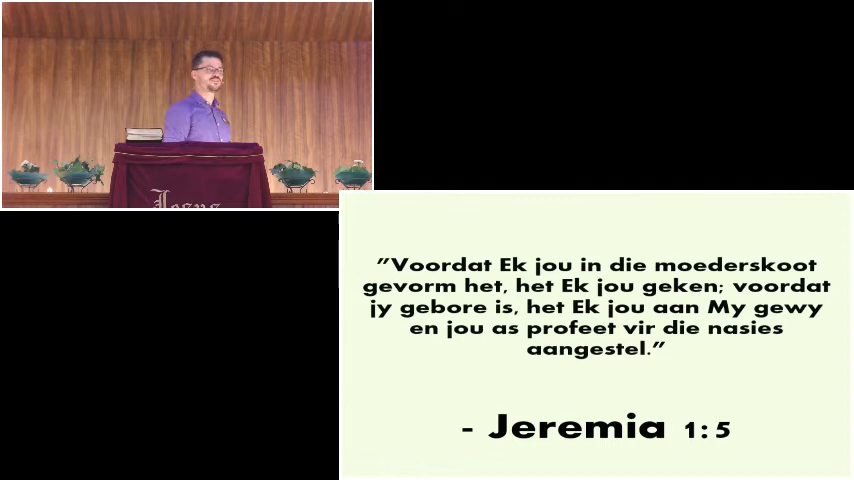 Jesus
"Voordat Ek jou in die moederskoot
gevorm het, het Ek jou geken; voordat
jy gebore is, het Ek jou aan My gewy
en jou as profeet vir die nasies
aangestel."
- Jeremia 1:5